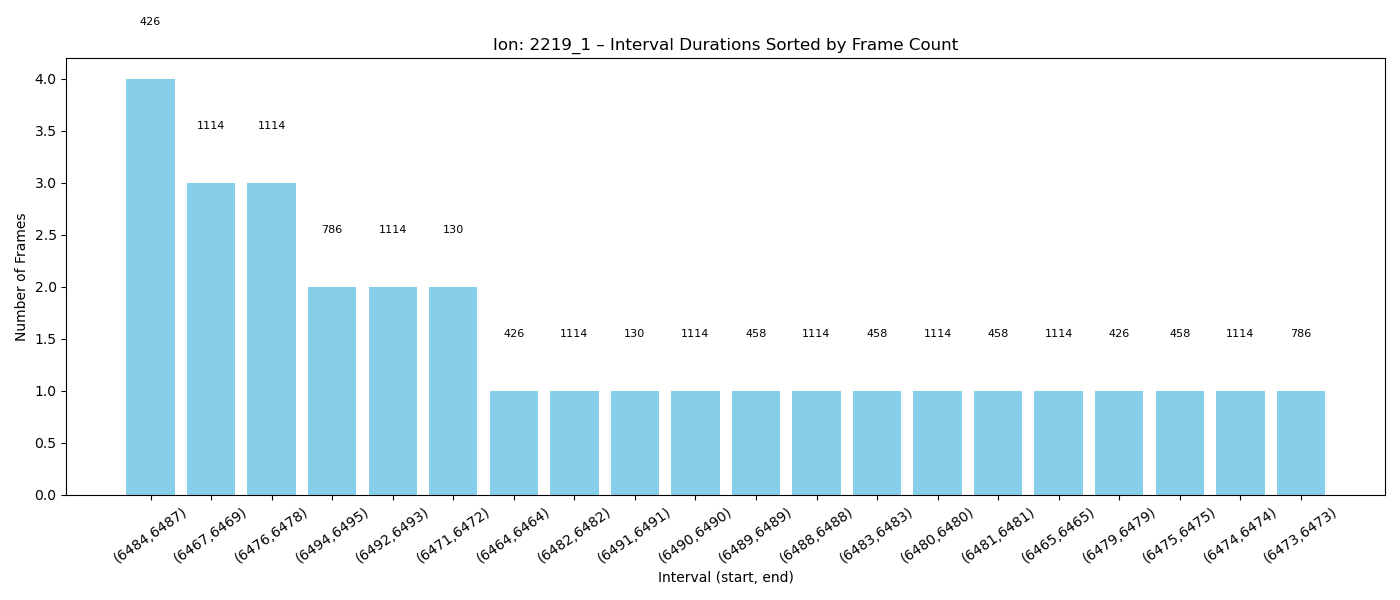 426
Ion: 2219_1 – Interval Durations Sorted by Frame Count
4.0
3.5
3.0
2.5
2.0
1.5
1.0
0.5
0.0
Number of Frames
1114 1114
786 1114 130
426 1114 130 1114 458 1114 458 1114 458 1114 426 458 1114 786
(6484,6487) (6467,6469) (6476,6478) (6494,6495) (6492,6493) (6471,6472) (6464,6464) (6482,6482) (6491,6491) (6490,6490) (6489,6489) (6488,6488) (6483,6483) (6480,6480) (6481,6481) (6465,6465) (6479,6479) (6475,6475) (6474,6474) (6473,6473)
Interval (start, end)